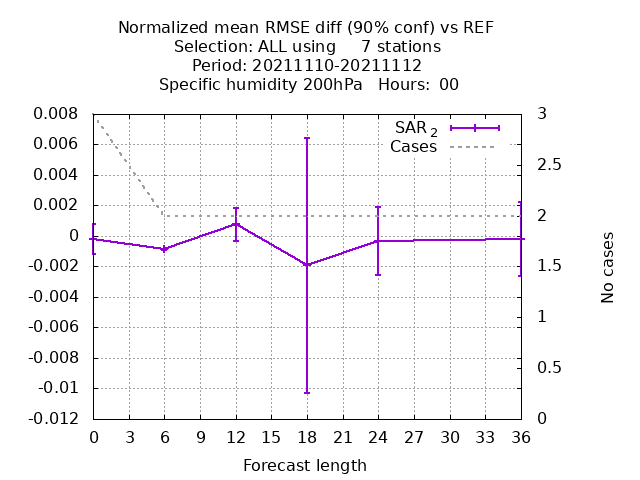 Normalized mean RMSE diff (90% conf) vs REF
Selection: ALL using 7 stations
Period: 20211110-20211112
Specific humidity 200hPa Hours: 00
SAR 2
Cases
0.008
0.006
0.004
0.002
0
-0.002
-0.004
-0.006
-0.008
-0.01
-0.012
3
2.5
2
1.5
1
0.5
0
No cases
0 3 6 9 12 15 18 21 24 27 30 33 36
Forecast length